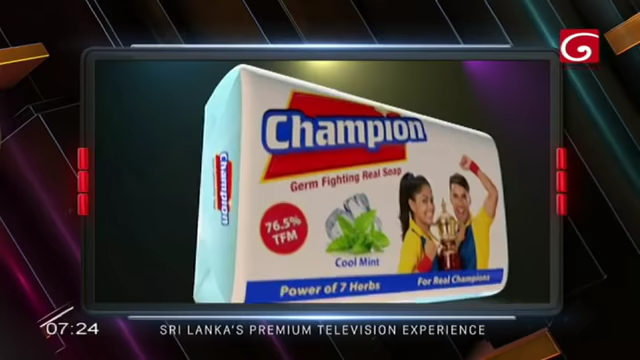 Champion
Germ Fighting Real Soap
Champion
76.5%
TFM
Cool Mint
Power of 7 Herbs
For Real Champions
07:24
SRI LANKA'S PREMIUM TELEVISION EXPERIENCE